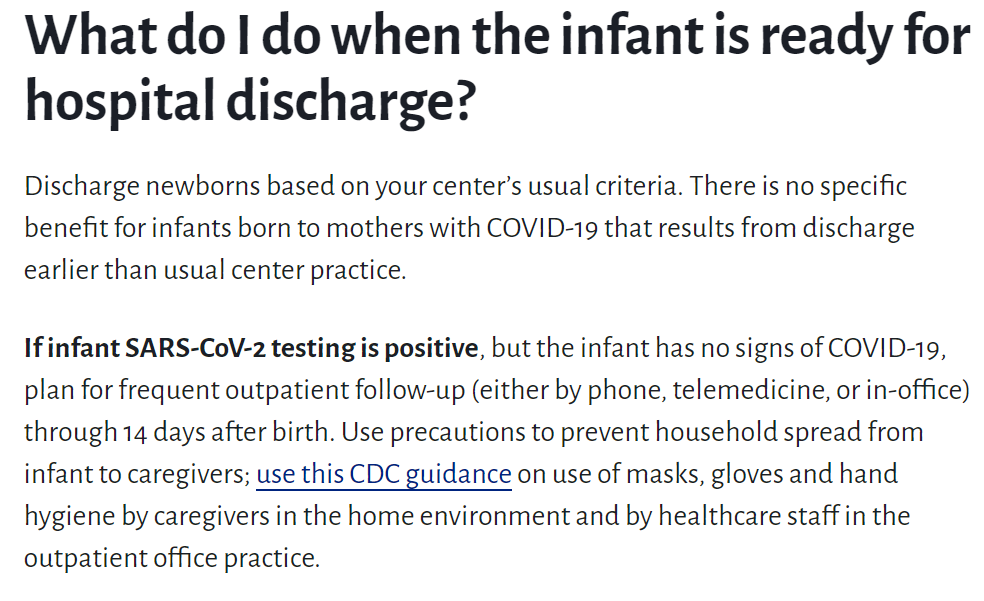 What do I do when the infant is ready for
hospital discharge?
Discharge newborns based on your center’s usual criteria. There is no specific
benefit for infants born to mothers with COVID-19 that results from discharge
earlier than usual center practice.
If infant SARS-CoV-2 testing is positive, but the infant has no signs of COVID-19,
plan for frequent outpatient follow-up (either by phone, telemedicine, or in-office)
through 14 days after birth. Use precautions to prevent household spread from
infant to caregivers; use this CDC guidance on use of masks, gloves and hand
hygiene by caregivers in the home environment and by healthcare staff in the
outpatient office practice.